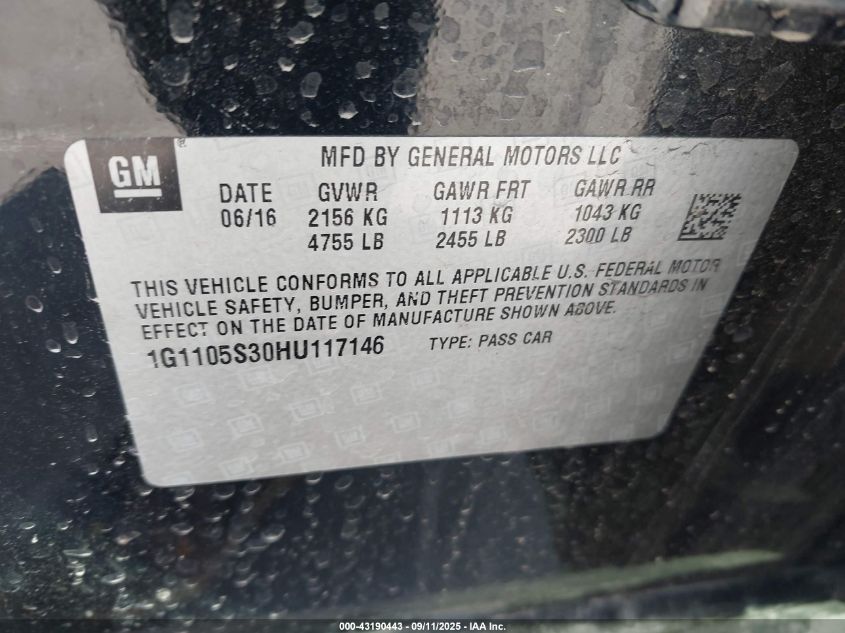 GM ®
MFD BY GENERAL MOTORS LLC
DATE GVWR GAWR FRT GAWR RR
06/16 2156 KG 1113 KG 1043 KG
4755 LB 2455 LB 2300 LB
THIS VEHICLE CONFORMS TO ALL APPLICABLE U.S. FEDERAL MOTOR
VEHICLE SAFETY, BUMPER, AND THEFT PREVENTION STANDARDS IN
EFFECT ON THE DATE OF MANUFACTURE SHOWN ABOVE.
1G1105S30HU117146 TYPE: PASS CAR
000-43190443 - 09/11/2025 - IAA Inc.